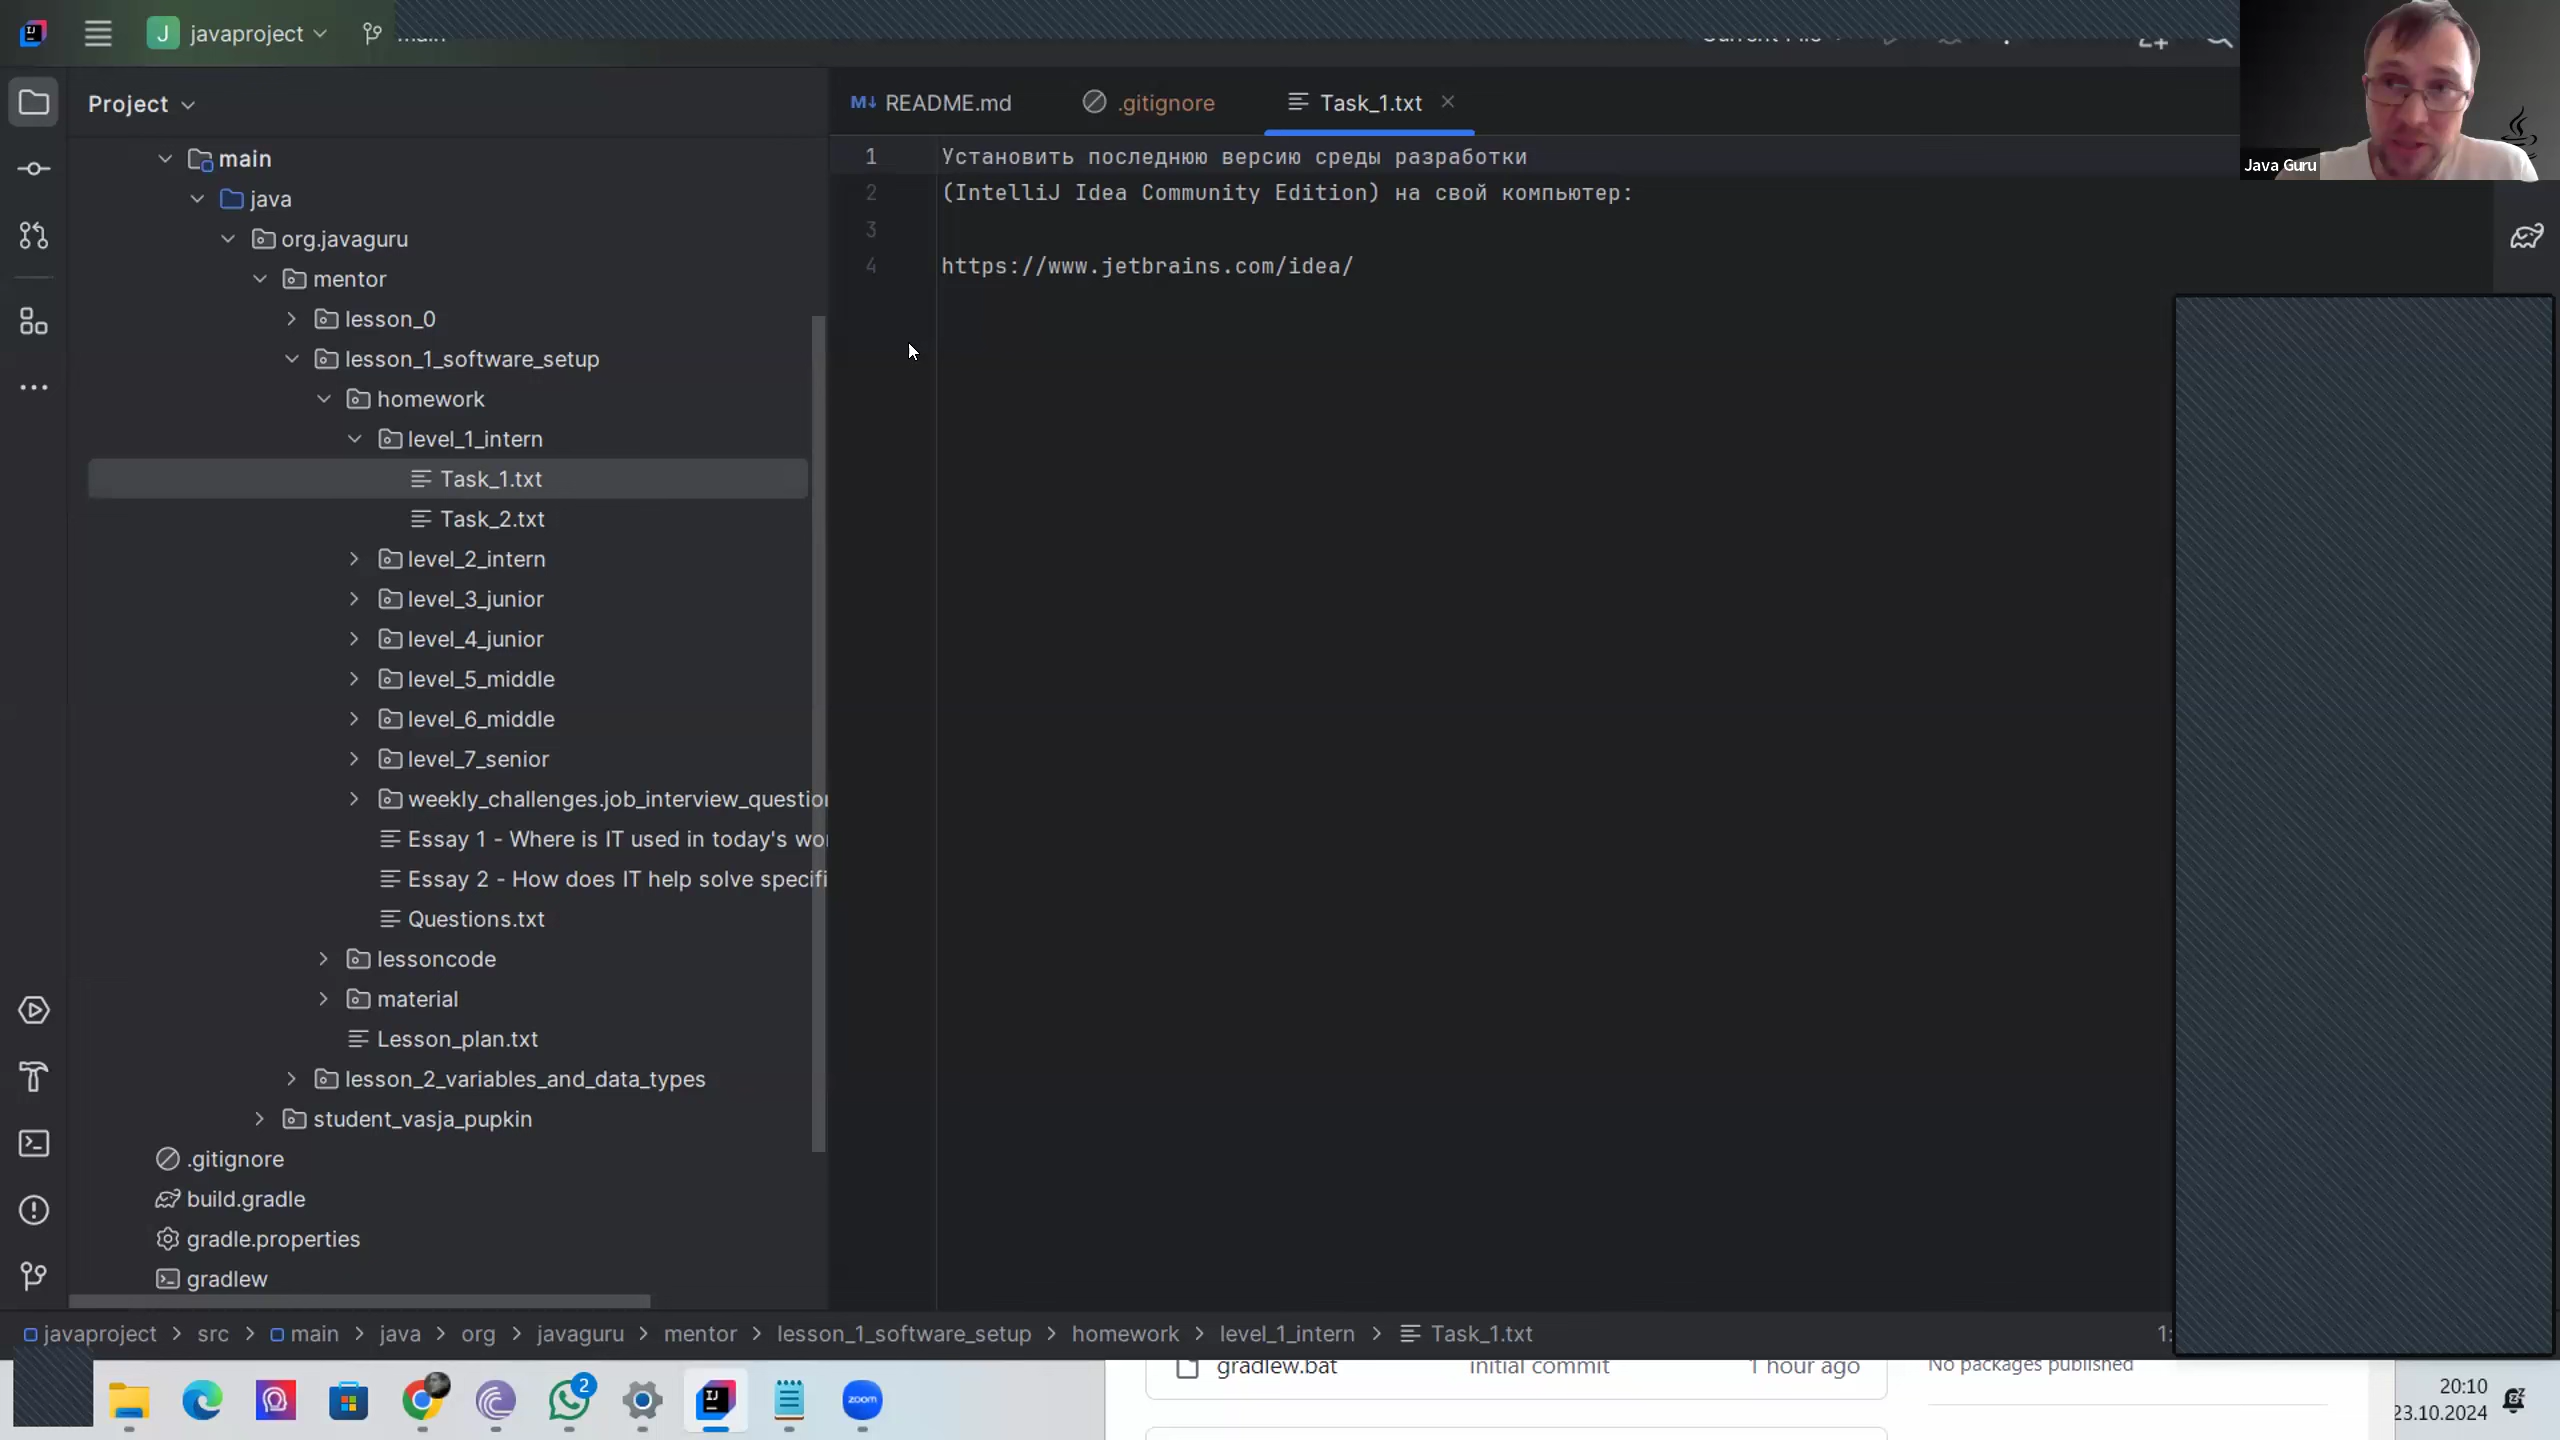 J javaproject
Project
README.md
.gitignore
Task_1.txt
Java Guru
main
java
org.javaguru
mentor
lesson_0
lesson_1_software_setup
homework
level_1_intern
Task_1.txt
Task_2.txt
level_2_intern
level_3_junior
level_4_junior
level_5_middle
level_6_middle
level_7_senior
weekly_challenges.job_interview_question
Essay 1 - Where is IT used in today's
Essay 2 - How does IT help solve
Questions.txt
lessoncode
material
Lesson_plan.txt
lesson_2_variables_and_data_types
student_vasja_pupkin
.gitignore
build.gradle
gradle.properties
gradlew
1 Установить последнюю версию среды разработки
2 (IntelliJ Idea Community Edition) на свой компьютер:
3
4 https://www.jetbrains.com/idea/
javaproject > src > main > java > org > javaguru > mentor > lesson_1_software_setup > homework > level_1_intern > Task_1.txt
1:
gradlew.bat initial commit 1 hour ago
No packages published
2
zoom
20:10
23.10.2024